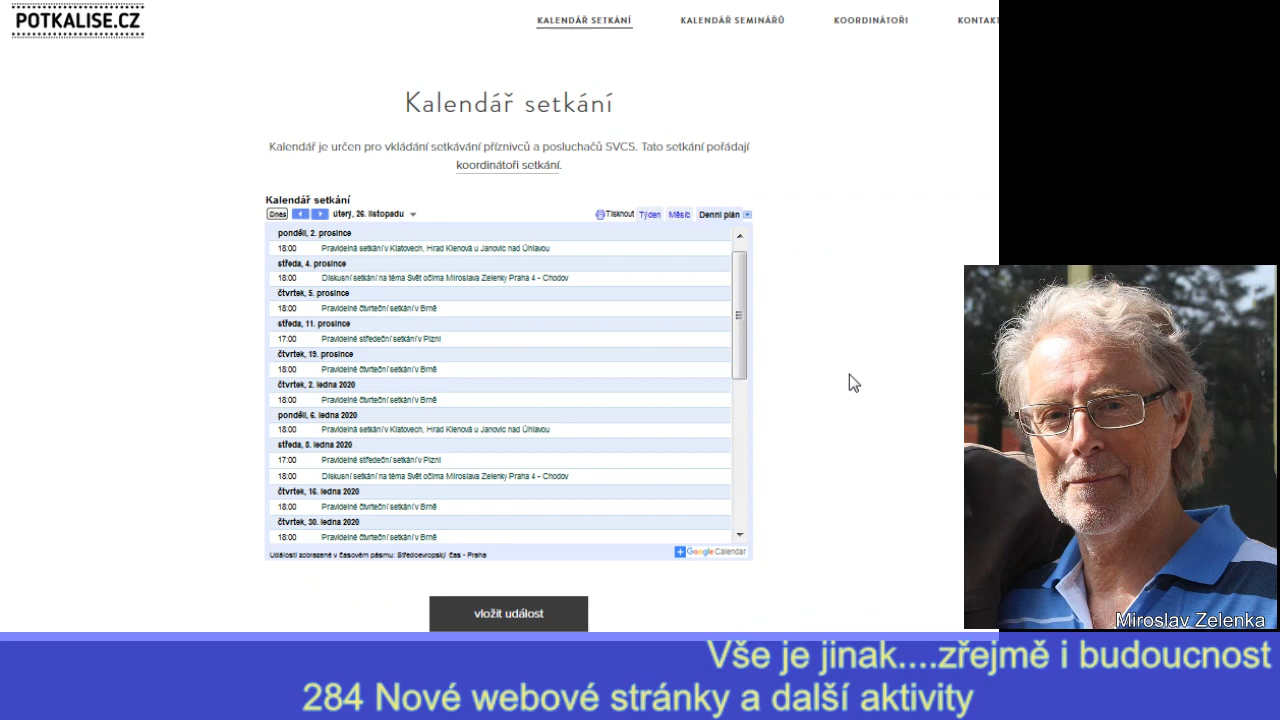 POTKALISE.CZ
KALENDÁŘ SETKÁNÍ
KALENDÁŘ SEMINÁŘŮ
KOORDINÁTOŘI
KONTAKT
Kalendář setkání
Kalendář je určen pro vkládání setkávání příznivců a posluchačů SVCS. Tato setkání pořádají
koordinátoři setkání.
Kalendář setkání
Dnes úterý, 26. listopadu Tisknout Týden Měsíc Denní plán
pondělí, 2. prosince
18:00 Pravidelná setkání v Klatovech, Hrad Klenová u Janovic nad Úhlavou
středa, 4. prosince
18:00 Diskusní setkání na téma Svět očima Miroslava Zelenky Praha 4 - Chodov
čtvrtek, 5. prosince
18:00 Pravidelné čtvrteční setkání v Brně
středa, 11. prosince
17:00 Pravidelné středeční setkání v Plzni
čtvrtek, 19. prosince
18:00 Pravidelné čtvrteční setkání v Brně
čtvrtek, 2. ledna 2020
18:00 Pravidelné čtvrteční setkání v Brně
pondělí, 6. ledna 2020
18:00 Pravidelná setkání v Klatovech, Hrad Klenová u Janovic nad Úhlavou
středa, 8. ledna 2020
17:00 Pravidelné středeční setkání v Plzni
18:00 Diskusní setkání na téma Svět očima Miroslava Zelenky Praha 4 - Chodov
čtvrtek, 16. ledna 2020
18:00 Pravidelné čtvrteční setkání v Brně
čtvrtek, 30. ledna 2020
18:00 Pravidelné čtvrteční setkání v Brně
Události zobrazené v časovém pásmu: Středoevropský čas - Praha
Google Calendar
vložit událost
Miroslav Zelenka
Vše je jinak....zřejmě i budoucnost
284 Nové webové stránky a další aktivity